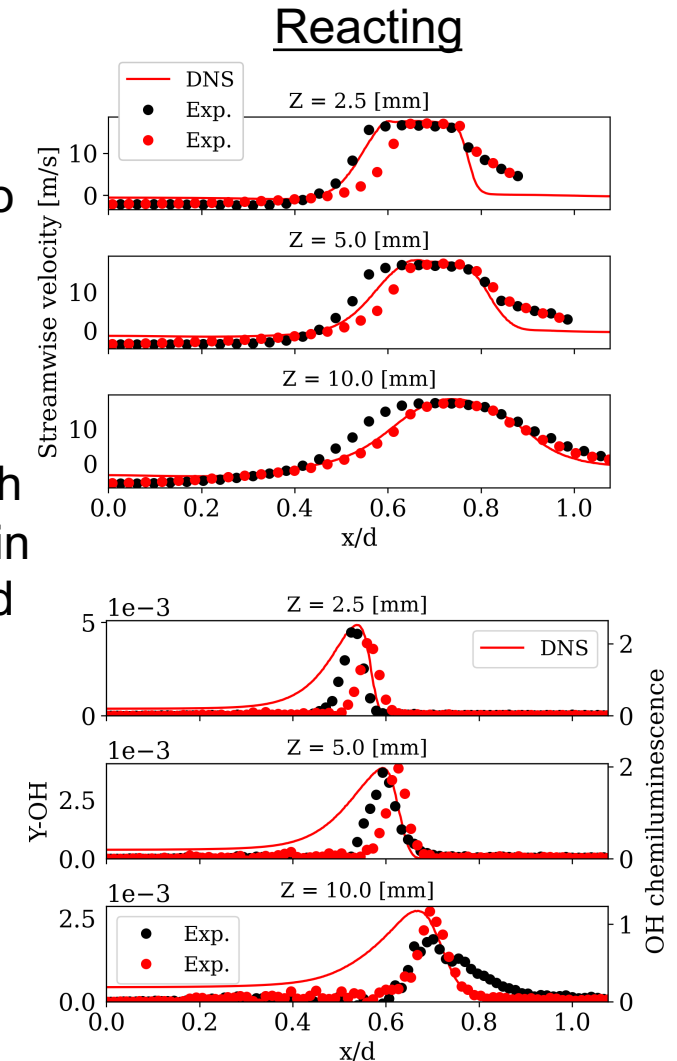 Reacting
DNS
Exp.
Exp.
Z = 2.5 [mm]
10
0
Z = 5.0 [mm]
10
0
Z = 10.0 [mm]
10
0
Streamwise velocity [m/s]
0.0 0.2 0.4 0.6 0.8 1.0
x/d
h
in
d
1e−3
Z = 2.5 [mm]
5
0
DNS
2
0
1e−3
Z = 5.0 [mm]
2.5
0.0
2
0
Y-OH
OH chemiluminescence
1e−3
Z = 10.0 [mm]
2.5
0.0
Exp.
Exp.
1
0
0.0 0.2 0.4 0.6 0.8 1.0
x/d